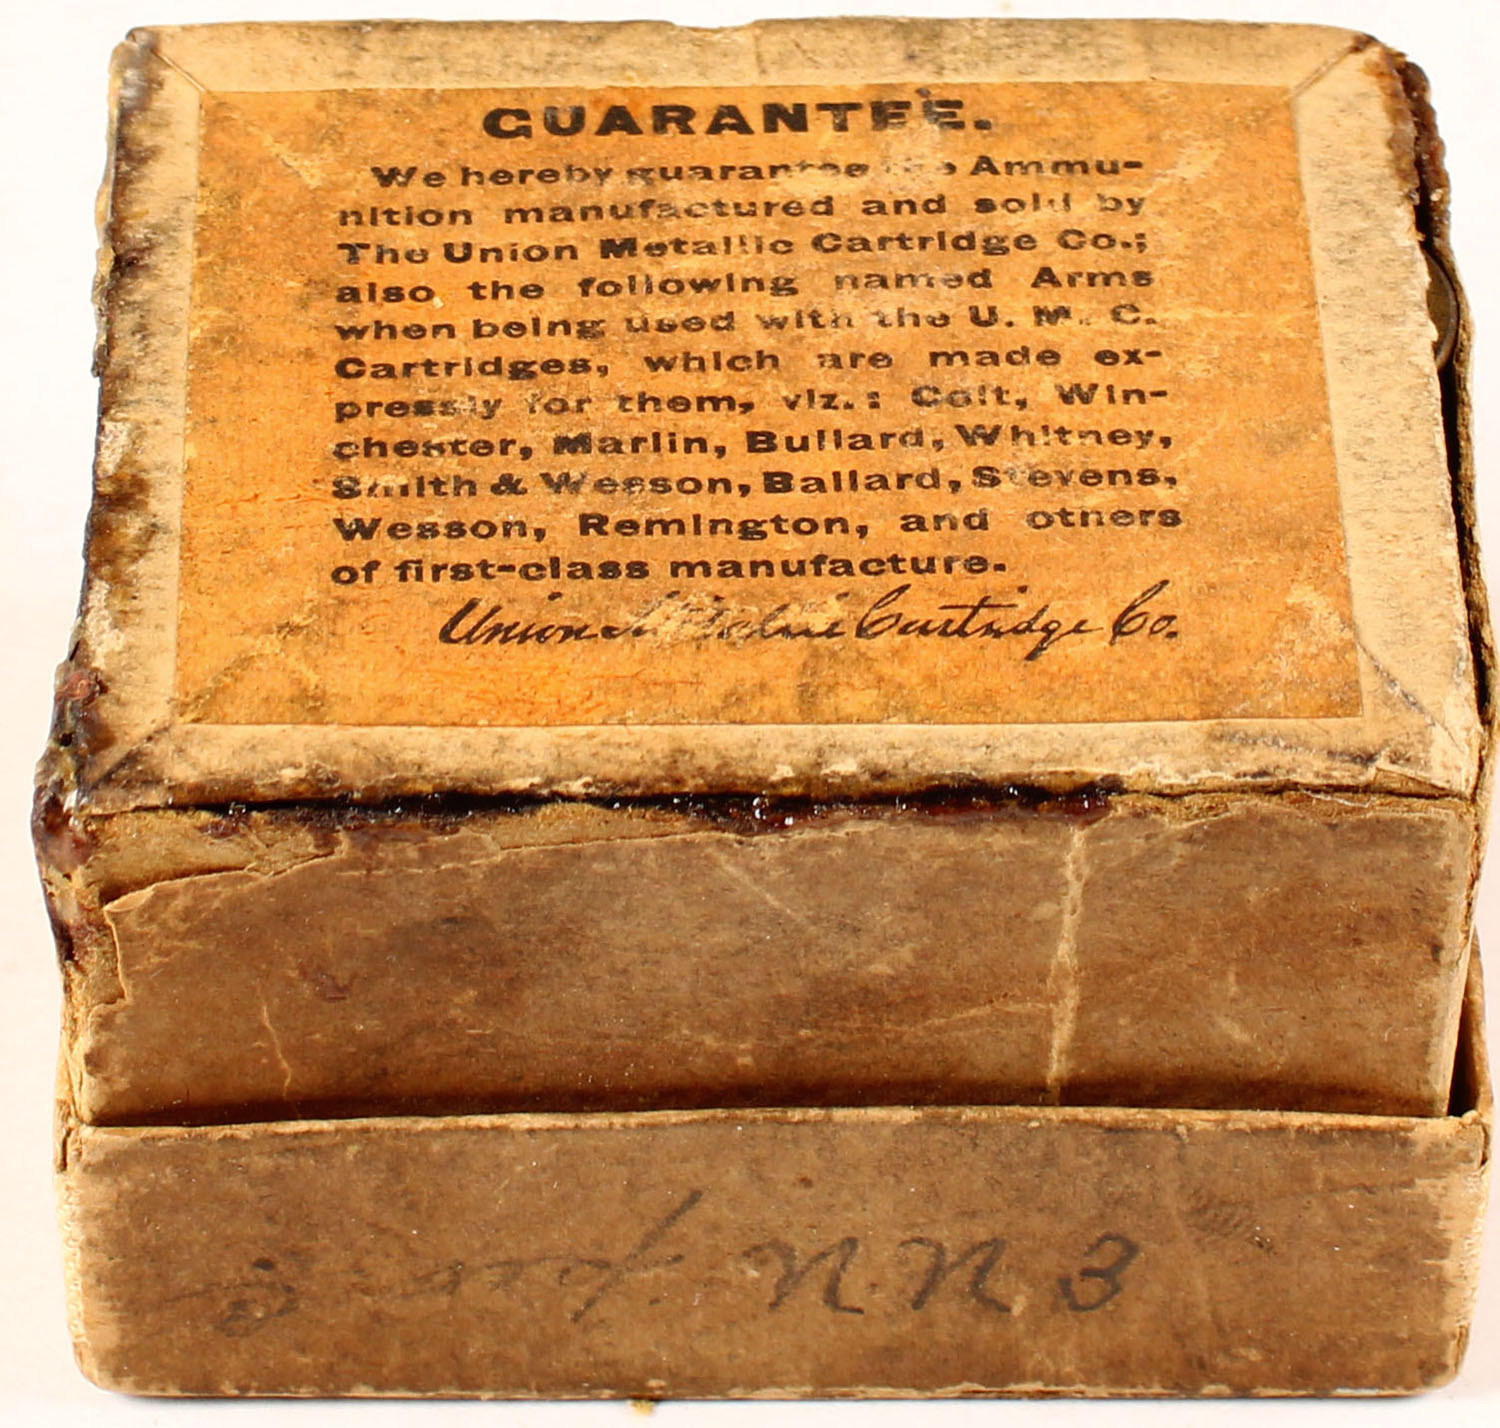 GUARANTEE.
We hereby guarantee the Ammu-
nition manufactured and sold by
The Union Metallic Cartridge Co.;
also the following named Arms
when being used with the U. M. C.
Cartridges, which are made ex-
pressly for them, viz.: Colt, Win-
chester, Marlin, Bullard, Whitney,
Smith & Wesson, Ballard, Stevens,
Wesson, Remington, and others
of first-class manufacture.
Union Metallic Cartridge Co.